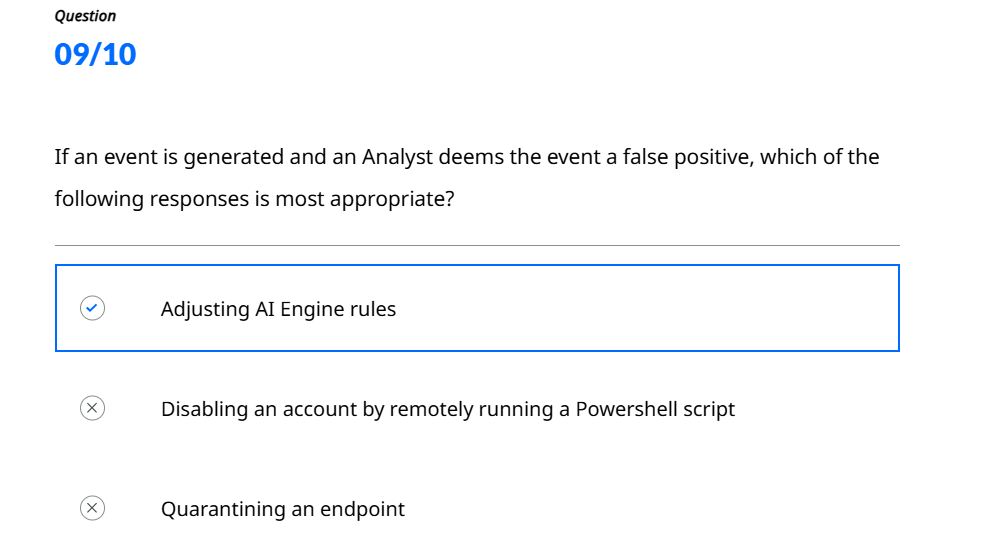 Question
09/10
If an event is generated and an Analyst deems the event a false positive, which of the
following responses is most appropriate?
Adjusting AI Engine rules
Disabling an account by remotely running a Powershell script
Quarantining an endpoint